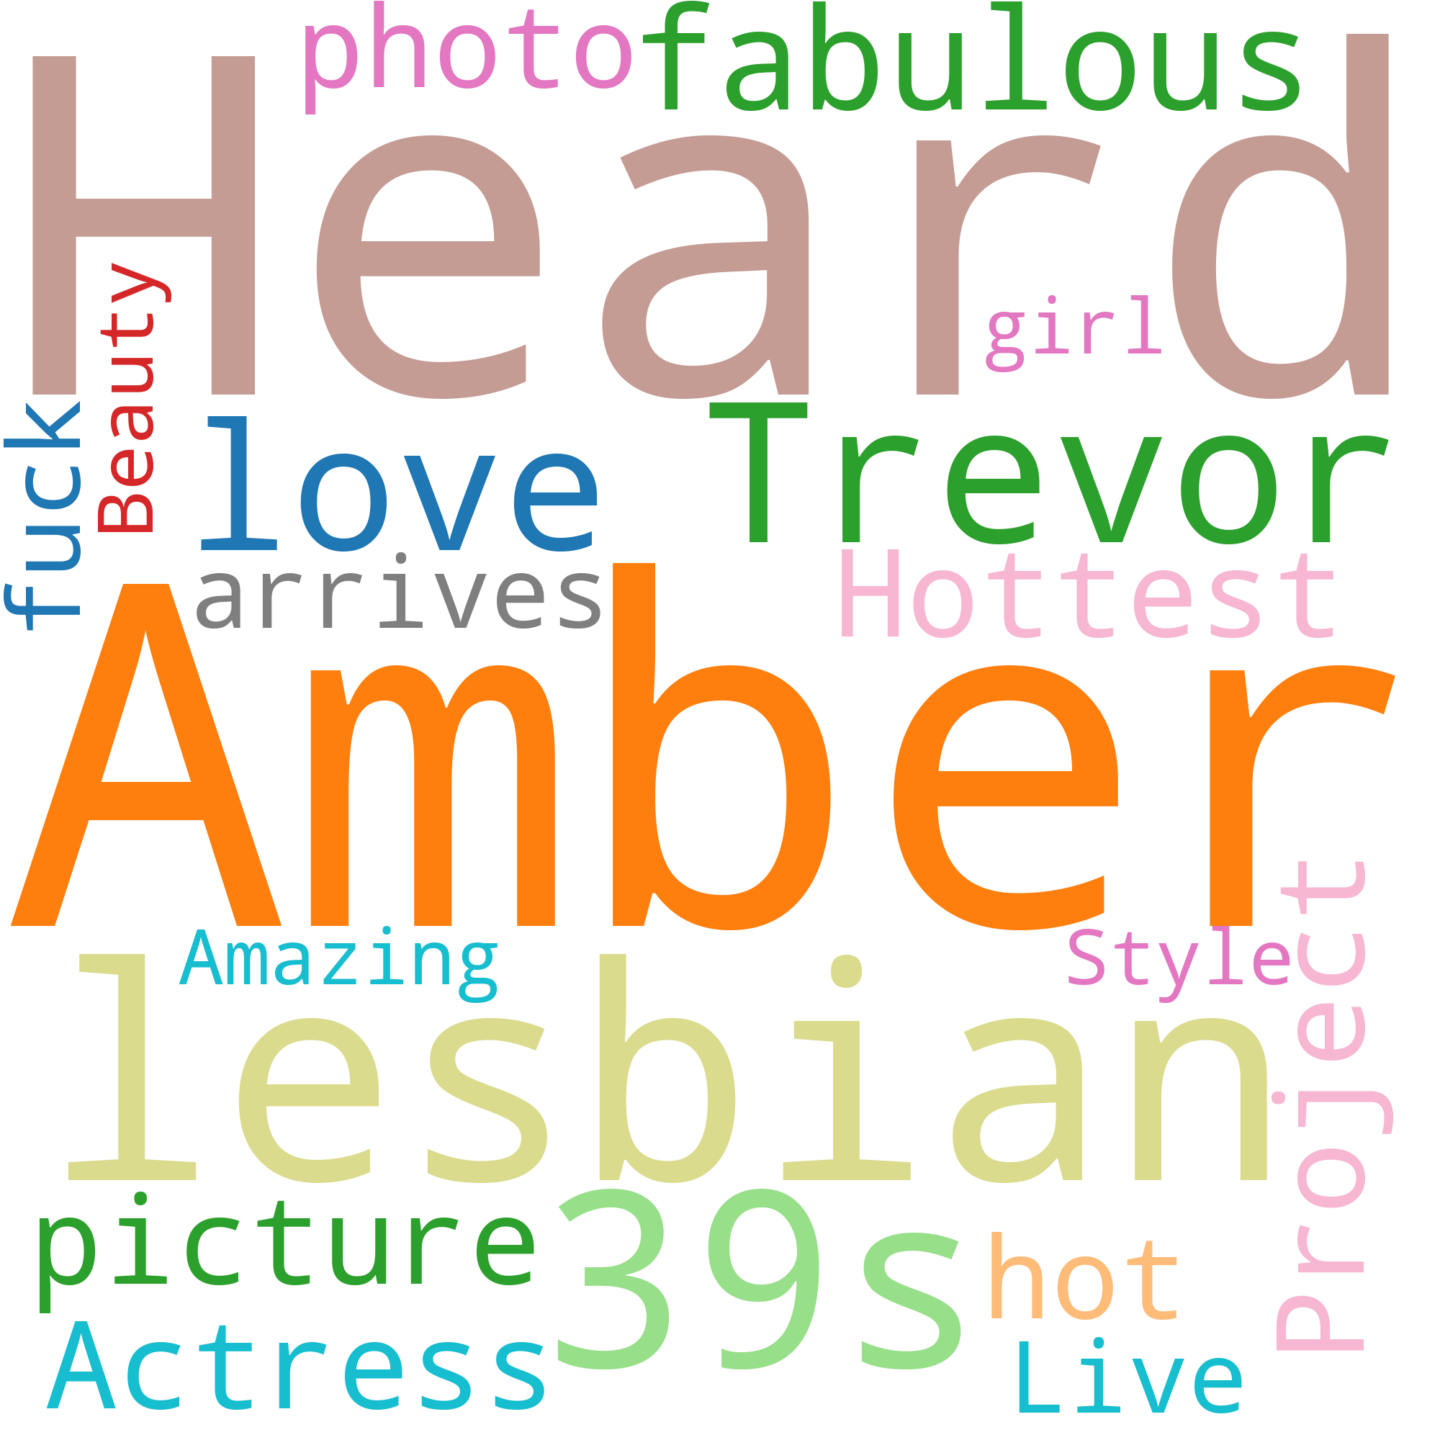 photo fabulous
Heard
girl
Beauty
fuck
love Trevor
arrives Hottest
Amber
Amazing Style
lesbian
Project
picture 39s hot
Actress Live